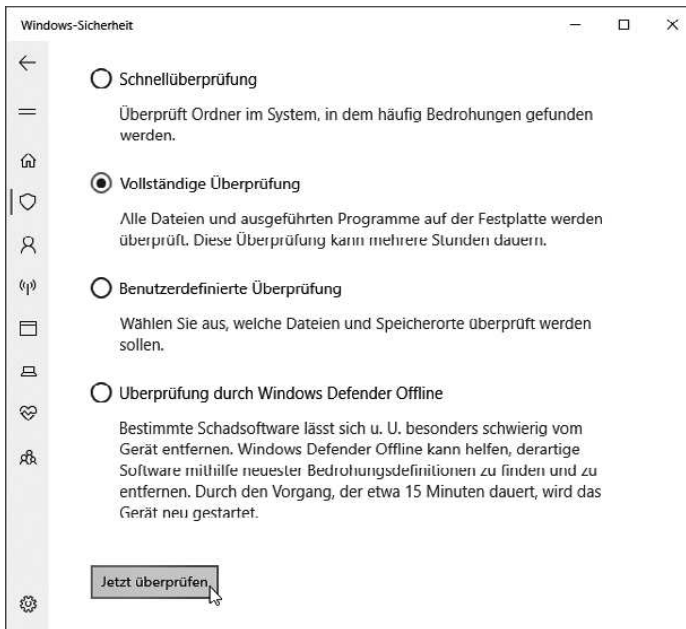 Windows-Sicherheit
Schnellüberprüfung
Überprüft Ordner im System, in dem häufig Bedrohungen gefunden
werden.
Vollständige Überprüfung
Alle Dateien und ausgeführten Programme auf der Festplatte werden
überprüft. Diese Überprüfung kann mehrere Stunden dauern.
Benutzerdefinierte Überprüfung
Wählen Sie aus, welche Dateien und Speicherorte überprüft werden
sollen.
Überprüfung durch Windows Defender Offline
Bestimmte Schadsoftware lässt sich u. U. besonders schwierig vom
Gerät entfernen. Windows Defender Offline kann helfen, derartige
Software mithilfe neuester Bedrohungsdefinitionen zu finden und zu
entfernen. Durch den Vorgang, der etwa 15 Minuten dauert, wird das
Gerät neu gestartet.
Jetzt überprüfen